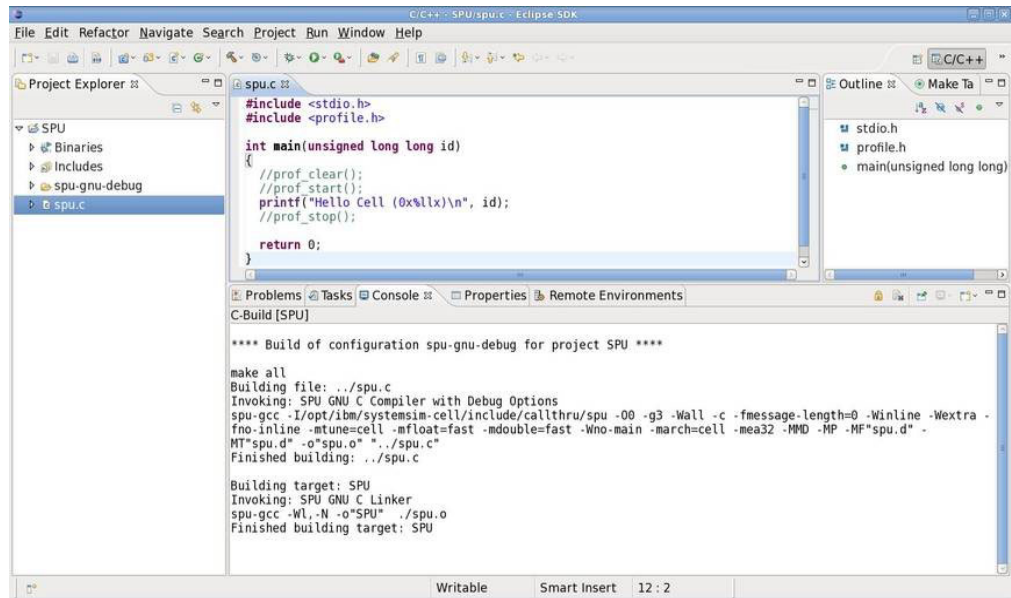 C/C++ - SPU/spu.c - Eclipse SDK
File Edit Refactor Navigate Search Project Run Window Help
C/C++
Project Explorer
SPU
Binaries
Includes
spu-gnu-debug
spu.c
spu.c
#include <stdio.h>
#include <profile.h>
int main(unsigned long long id)
{
//prof_clear();
//prof_start();
printf("Hello Cell (0x%llx)\n", id);
//prof_stop();
return 0;
}
Outline Make Ta
stdio.h
profile.h
main(unsigned long long)
Problems Tasks Console Properties Remote Environments
C-Build [SPU]
**** Build of configuration spu-gnu-debug for project SPU ****
make all
Building file: ../spu.c
Invoking: SPU GNU C Compiler with Debug Options
spu-gcc -I/opt/ibm/systemsim-cell/include/callthru/spu -O0 -g3 -Wall -c -fmessage-length=0 -Winline -Wextra -
fno-inline -mtune=cell -mfloat=fast -mdouble=fast -Wno-main -march=cell -mea32 -MMD -MP -MF"spu.d" -
MT"spu.d" -o"spu.o" "../spu.c"
Finished building: ../spu.c
Building target: SPU
Invoking: SPU GNU C Linker
spu-gcc -Wl,-N -o"SPU" ./spu.o
Finished building target: SPU
Writable Smart Insert 12 : 2